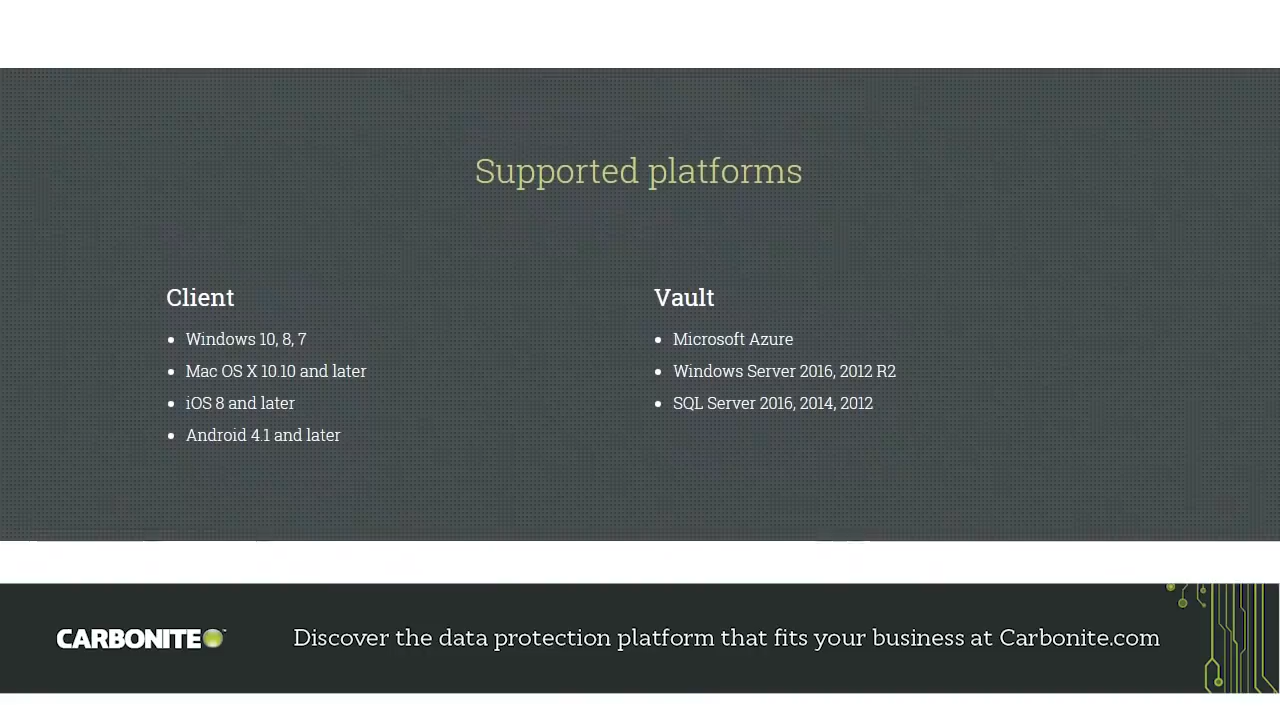 Supported platforms
Client
• Windows 10, 8, 7
• Mac OS X 10.10 and later
• iOS 8 and later
• Android 4.1 and later
Vault
• Microsoft Azure
• Windows Server 2016, 2012 R2
• SQL Server 2016, 2014, 2012
CARBONITE
Discover the data protection platform that fits your business at Carbonite.com